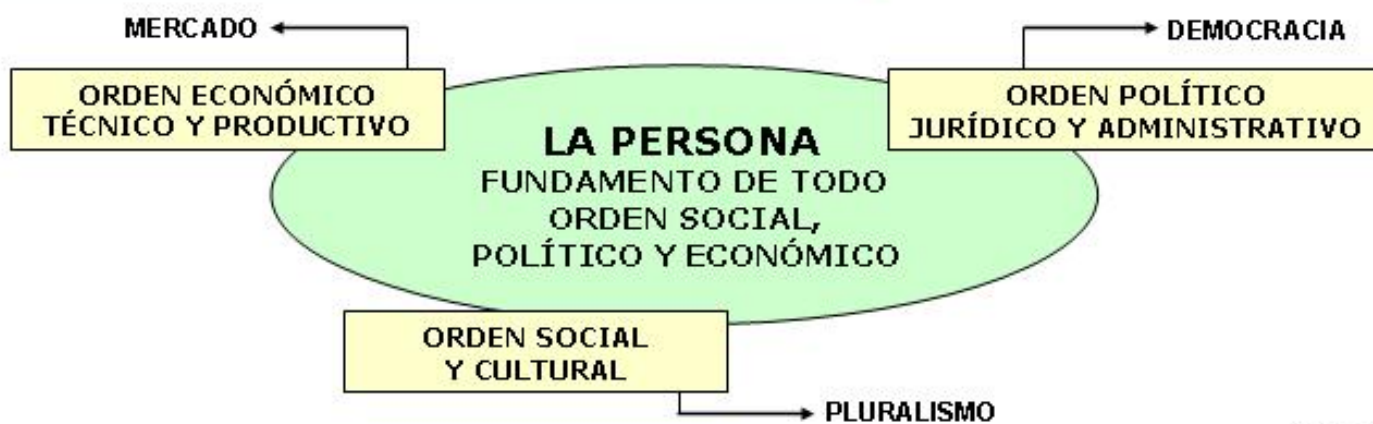 MERCADO
DEMOCRACIA
ORDEN ECONÓMICO
TÉCNICO Y PRODUCTIVO
ORDEN POLÍTICO
JURÍDICO Y ADMINISTRATIVO
LA PERSONA
FUNDAMENTO DE TODO
ORDEN SOCIAL,
POLÍTICO Y ECONÓMICO
ORDEN SOCIAL
Y CULTURAL
PLURALISMO